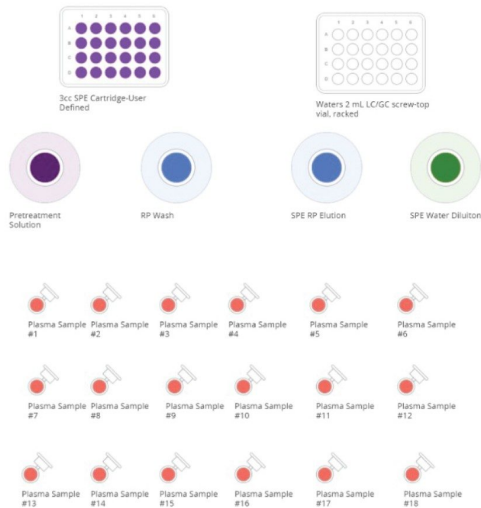 1 2 3 4 5 6
A
B
C
D
3cc SPE Cartridge-User
Defined
1 2 3 4 5 6
A
B
C
D
Waters 2 mL LC/GC screw-top
vial, racked
Pretreatment
Solution
RP Wash
SPE RP Elution
SPE Water Diluiton
Plasma Sample
#1
Plasma Sample
#2
Plasma Sample
#3
Plasma Sample
#4
Plasma Sample
#5
Plasma Sample
#6
Plasma Sample
#7
Plasma Sample
#8
Plasma Sample
#9
Plasma Sample
#10
Plasma Sample
#11
Plasma Sample
#12
Plasma Sample
#13
Plasma Sample
#14
Plasma Sample
#15
Plasma Sample
#16
Plasma Sample
#17
Plasma Sample
#18